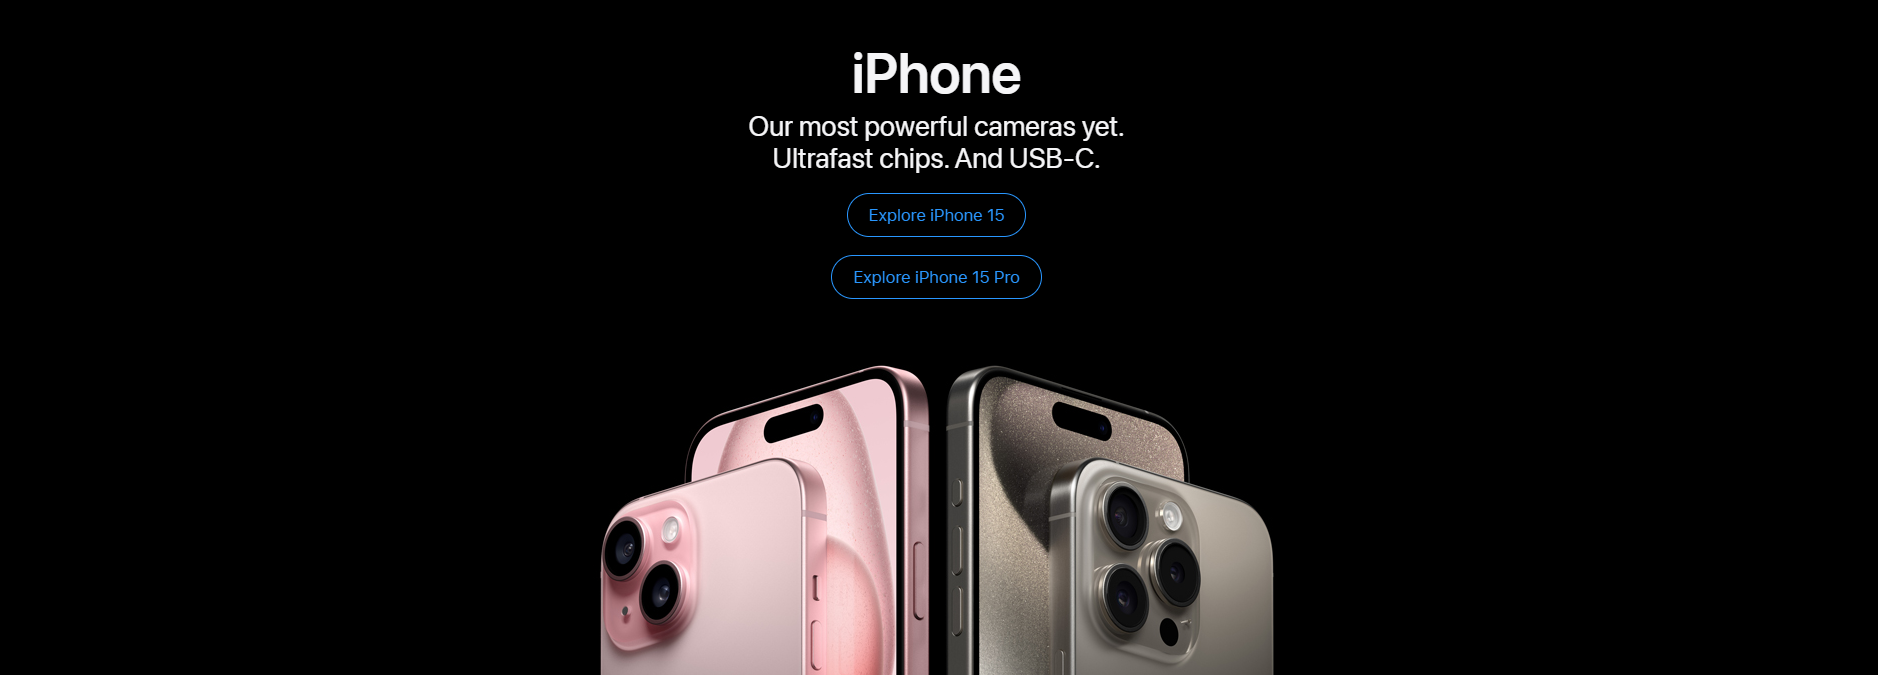 iPhone
Our most powerful cameras yet.
Ultrafast chips. And USB-C.
Explore iPhone 15
Explore iPhone 15 Pro